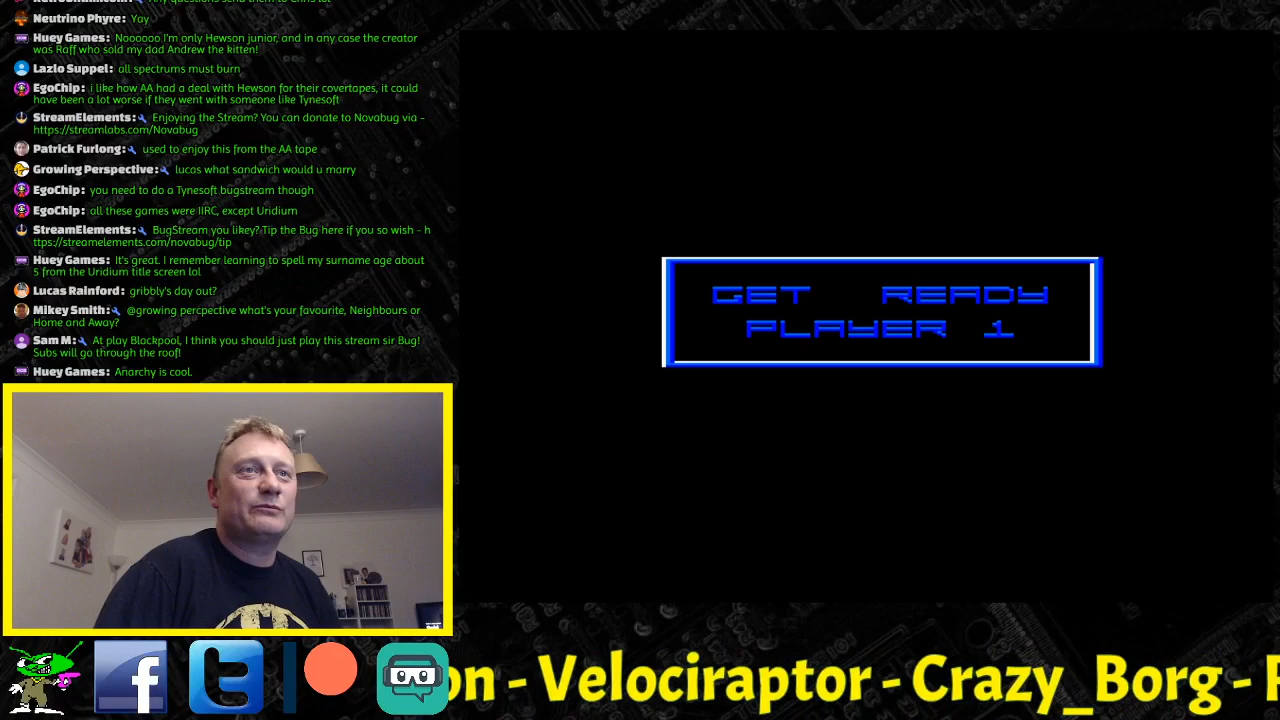 Any questions send them to Chris lol
Neutrino Phyre: Yay
Huey Games: Noooooo I'm only Hewson junior, and in any case the creator
was Raff who sold my dad Andrew the kitten!
Lazlo Suppel: all spectrums must burn
EgoChip: i like how AA had a deal with Hewson for their covertapes, it could
have been a lot worse if they went with someone like Tynesoft
StreamElements: Enjoying the Stream? You can donate to Novabug via -
https://streamlabs.com/Novabug
Patrick Furlong: used to enjoy this from the AA tape
Growing Perspective: lucas what sandwich would u marry
EgoChip: you need to do a Tynesoft bugstream though
EgoChip: all these games were IIRC, except Uridium
StreamElements: BugStream you likey? Tip the Bug here if you so wish - h
ttps://streamelements.com/novabug/tip
Huey Games: It's great. I remember learning to spell my surname age about
5 from the Uridium title screen lol
Lucas Rainford: gribbly's day out?
Mikey Smith: @growing percpective what's your favourite, Neighbours or
Home and Away?
Sam M: At play Blackpool, I think you should just play this stream sir Bug!
Subs will go through the roof!
Huey Games: Anarchy is cool.
GET READY
PLAYER 1
on - Velociraptor - Crazy_Borg -